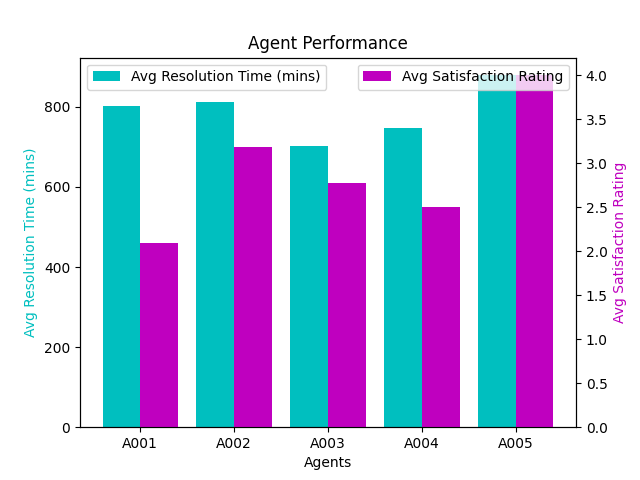 Agent Performance
Avg Resolution Time (mins)
Avg Satisfaction Rating
800
600
400
200
0
Avg Resolution Time (mins)
4.0
3.5
3.0
2.5
2.0
1.5
1.0
0.5
0.0
Avg Satisfaction Rating
A001 A002 A003 A004 A005
Agents